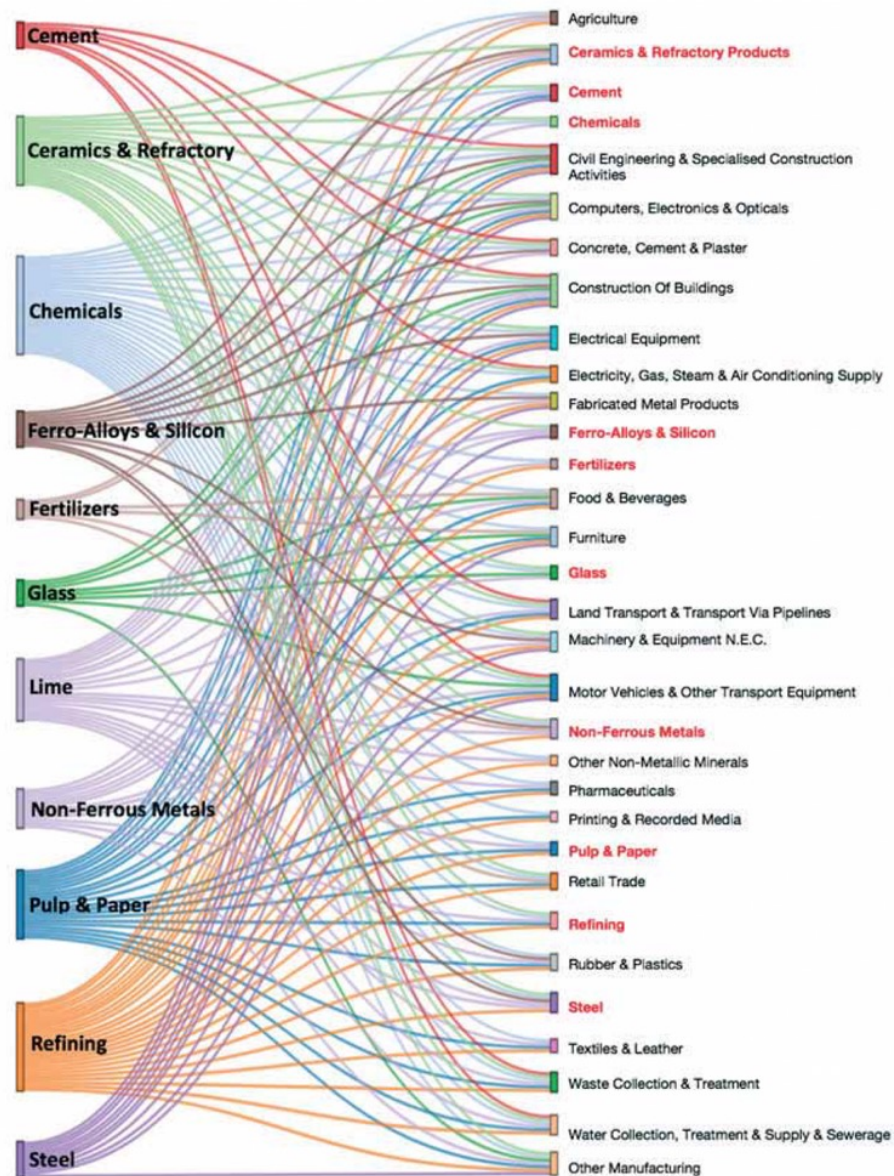 Cement
Ceramics & Refractory
Chemicals
Ferro-Alloys & Silicon
Fertilizers
Glass
Lime
Non-Ferrous Metals
Pulp & Paper
Refining
Steel
Agriculture
Ceramics & Refractory Products
Cement
Chemicals
Civil Engineering & Specialised Construction
Activities
Computers, Electronics & Opticals
Concrete, Cement & Plaster
Construction Of Buildings
Electrical Equipment
Electricity, Gas, Steam & Air Conditioning Supply
Fabricated Metal Products
Ferro-Alloys & Silicon
Fertilizers
Food & Beverages
Furniture
Glass
Land Transport & Transport Via Pipelines
Machinery & Equipment N.E.C.
Motor Vehicles & Other Transport Equipment
Non-Ferrous Metals
Other Non-Metallic Minerals
Pharmaceuticals
Printing & Recorded Media
Pulp & Paper
Retail Trade
Refining
Rubber & Plastics
Steel
Textiles & Leather
Waste Collection & Treatment
Water Collection, Treatment & Supply & Sewerage
Other Manufacturing